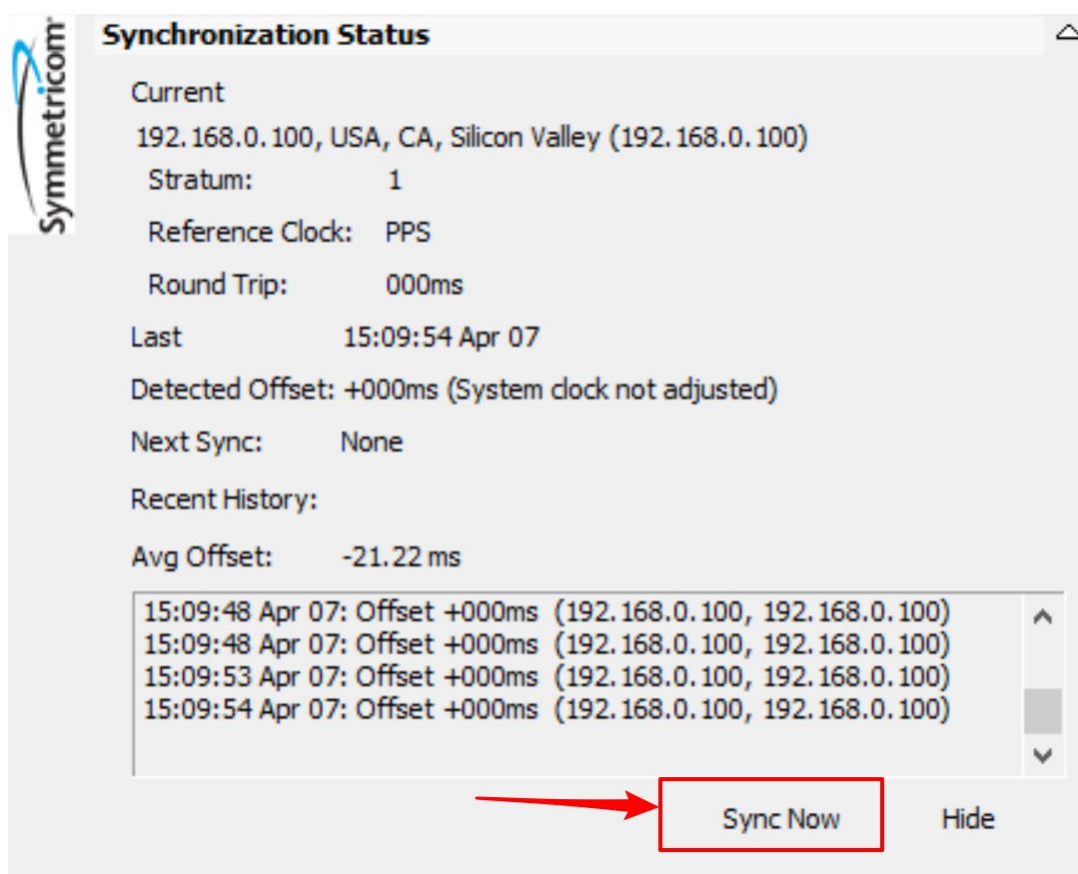 Symmetricom
Synchronization Status
Current
192.168.0.100, USA, CA, Silicon Valley (192.168.0.100)
Stratum: 1
Reference Clock: PPS
Round Trip: 000ms
Last 15:09:54 Apr 07
Detected Offset: +000ms (System clock not adjusted)
Next Sync: None
Recent History:
Avg Offset: -21.22 ms
15:09:48 Apr 07: Offset +000ms (192.168.0.100, 192.168.0.100)
15:09:48 Apr 07: Offset +000ms (192.168.0.100, 192.168.0.100)
15:09:53 Apr 07: Offset +000ms (192.168.0.100, 192.168.0.100)
15:09:54 Apr 07: Offset +000ms (192.168.0.100, 192.168.0.100)
Sync Now Hide